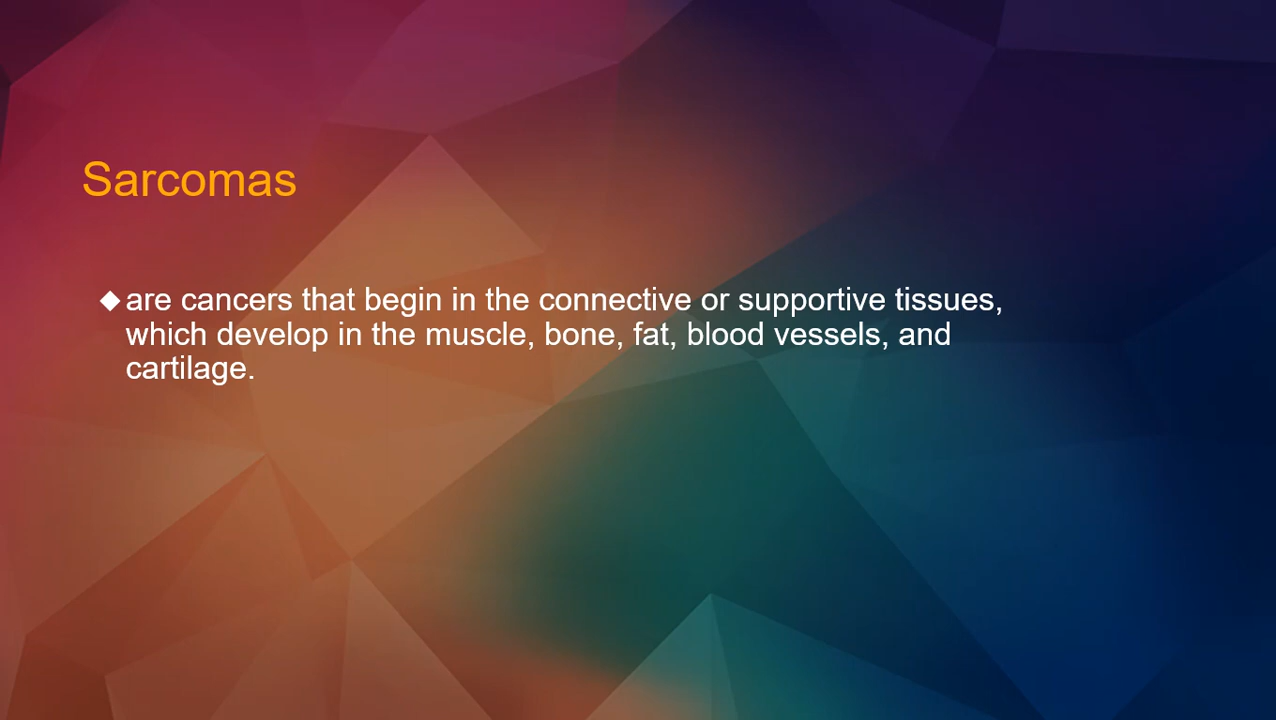 Sarcomas
◆are cancers that begin in the connective or supportive tissues,
which develop in the muscle, bone, fat, blood vessels, and
cartilage.